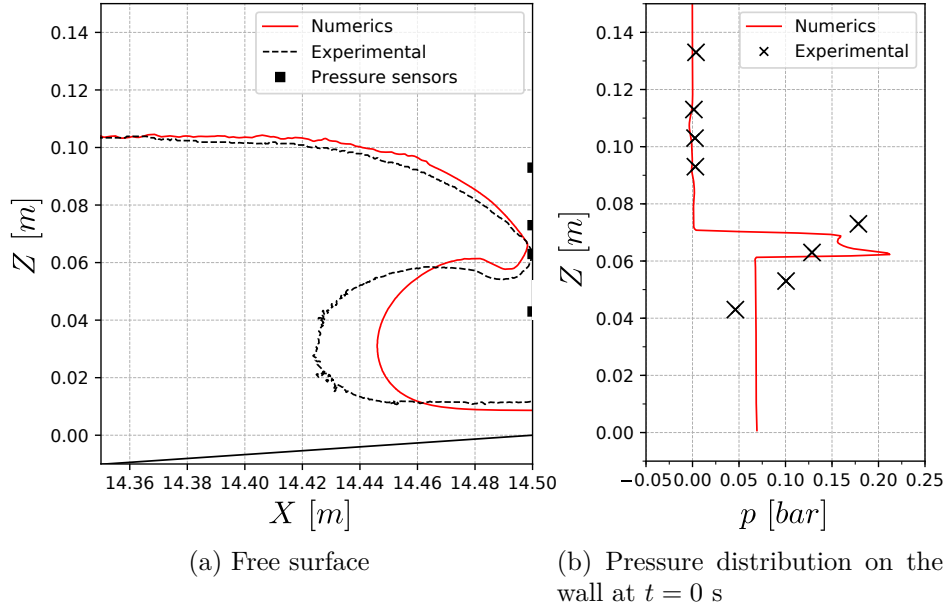 0.14
0.12
0.10
0.08
0.06
0.04
0.02
0.00
Z [m]
Numerics
Experimental
Pressure sensors
14.36 14.38 14.40 14.42 14.44 14.46 14.48 14.50
X [m]
(a) Free surface
0.14
0.12
0.10
0.08
0.06
0.04
0.02
0.00
Z [m]
Numerics
Experimental
−0.05 0.00 0.05 0.10 0.15 0.20 0.25
p [bar]
(b) Pressure distribution on the
wall at t = 0 s